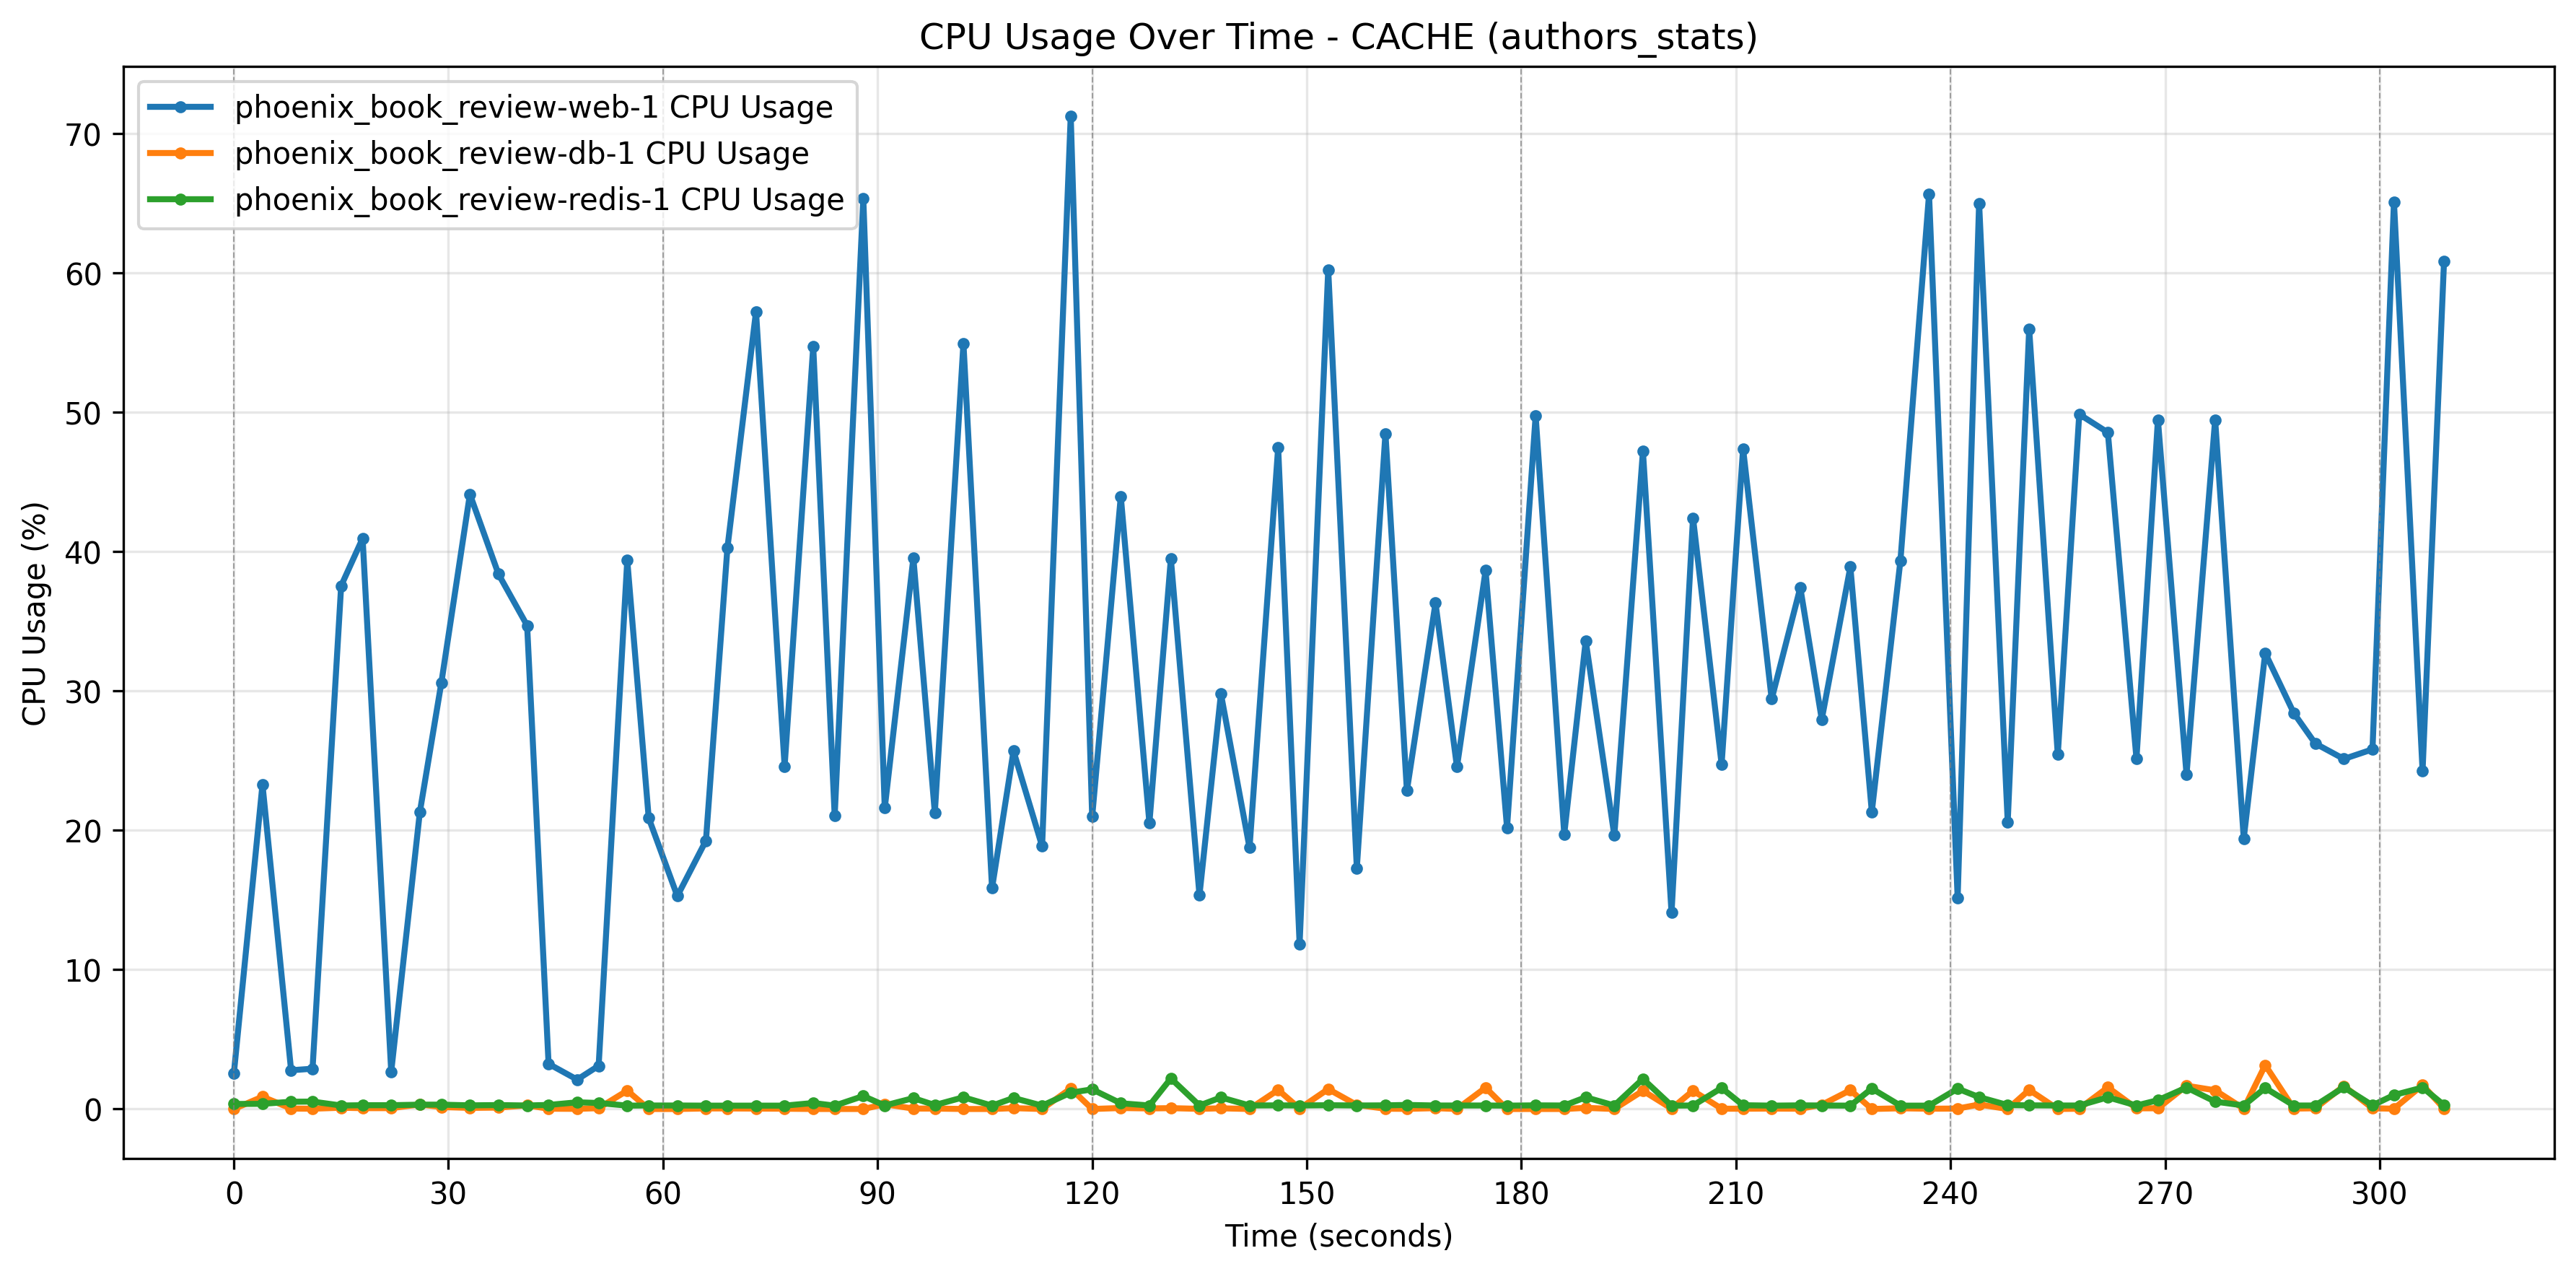 CPU Usage Over Time - CACHE (authors_stats)
phoenix_book_review-web-1 CPU Usage
phoenix_book_review-db-1 CPU Usage
phoenix_book_review-redis-1 CPU Usage
CPU Usage (%)
70
60
50
40
30
20
10
0
0 30 60 90 120 150 180 210 240 270 300
Time (seconds)